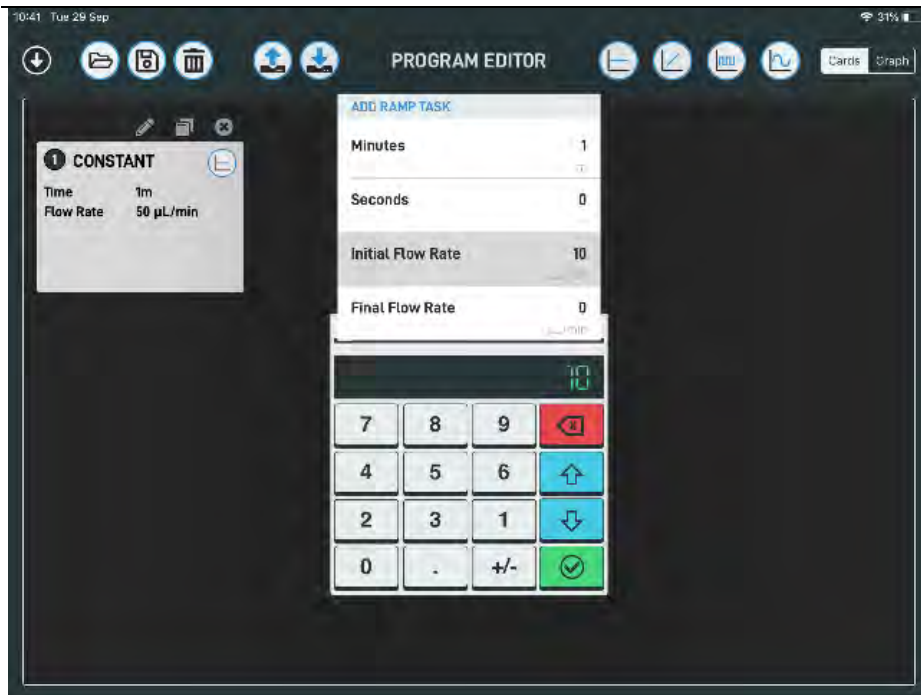 10:41 Tue 29 Sep
31%
PROGRAM EDITOR
Cards Graph
ADD RAMP TASK
Minutes 1
Seconds 0
Initial Flow Rate 10
Final Flow Rate 0
1 CONSTANT
Time 1m
Flow Rate 50 µL/min
10
7 8 9
4 5 6
2 3 1
0 . +/-